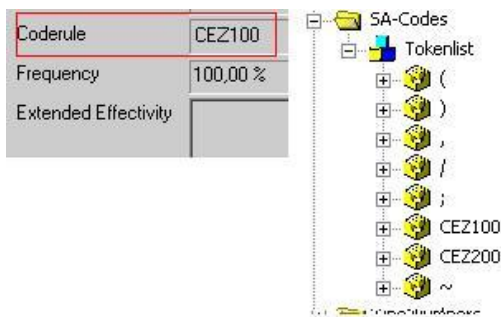 Coderule CEZ100
Frequency 100,00 %
Extended Effectivity
SA-Codes
Tokenlist
(
)
,
/
;
CEZ100
CEZ200
~